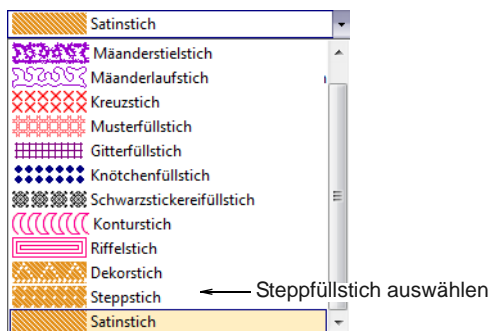 Satinstich
Mäanderstielstich
Mäanderlaufstich
Kreuzstich
Musterfüllstich
Gitterfüllstich
Knötchenfüllstich
Schwarzstickereifüllstich
Konturstich
Riffelstich
Dekorstich
Steppstich
Steppfüllstich auswählen
Satinstich